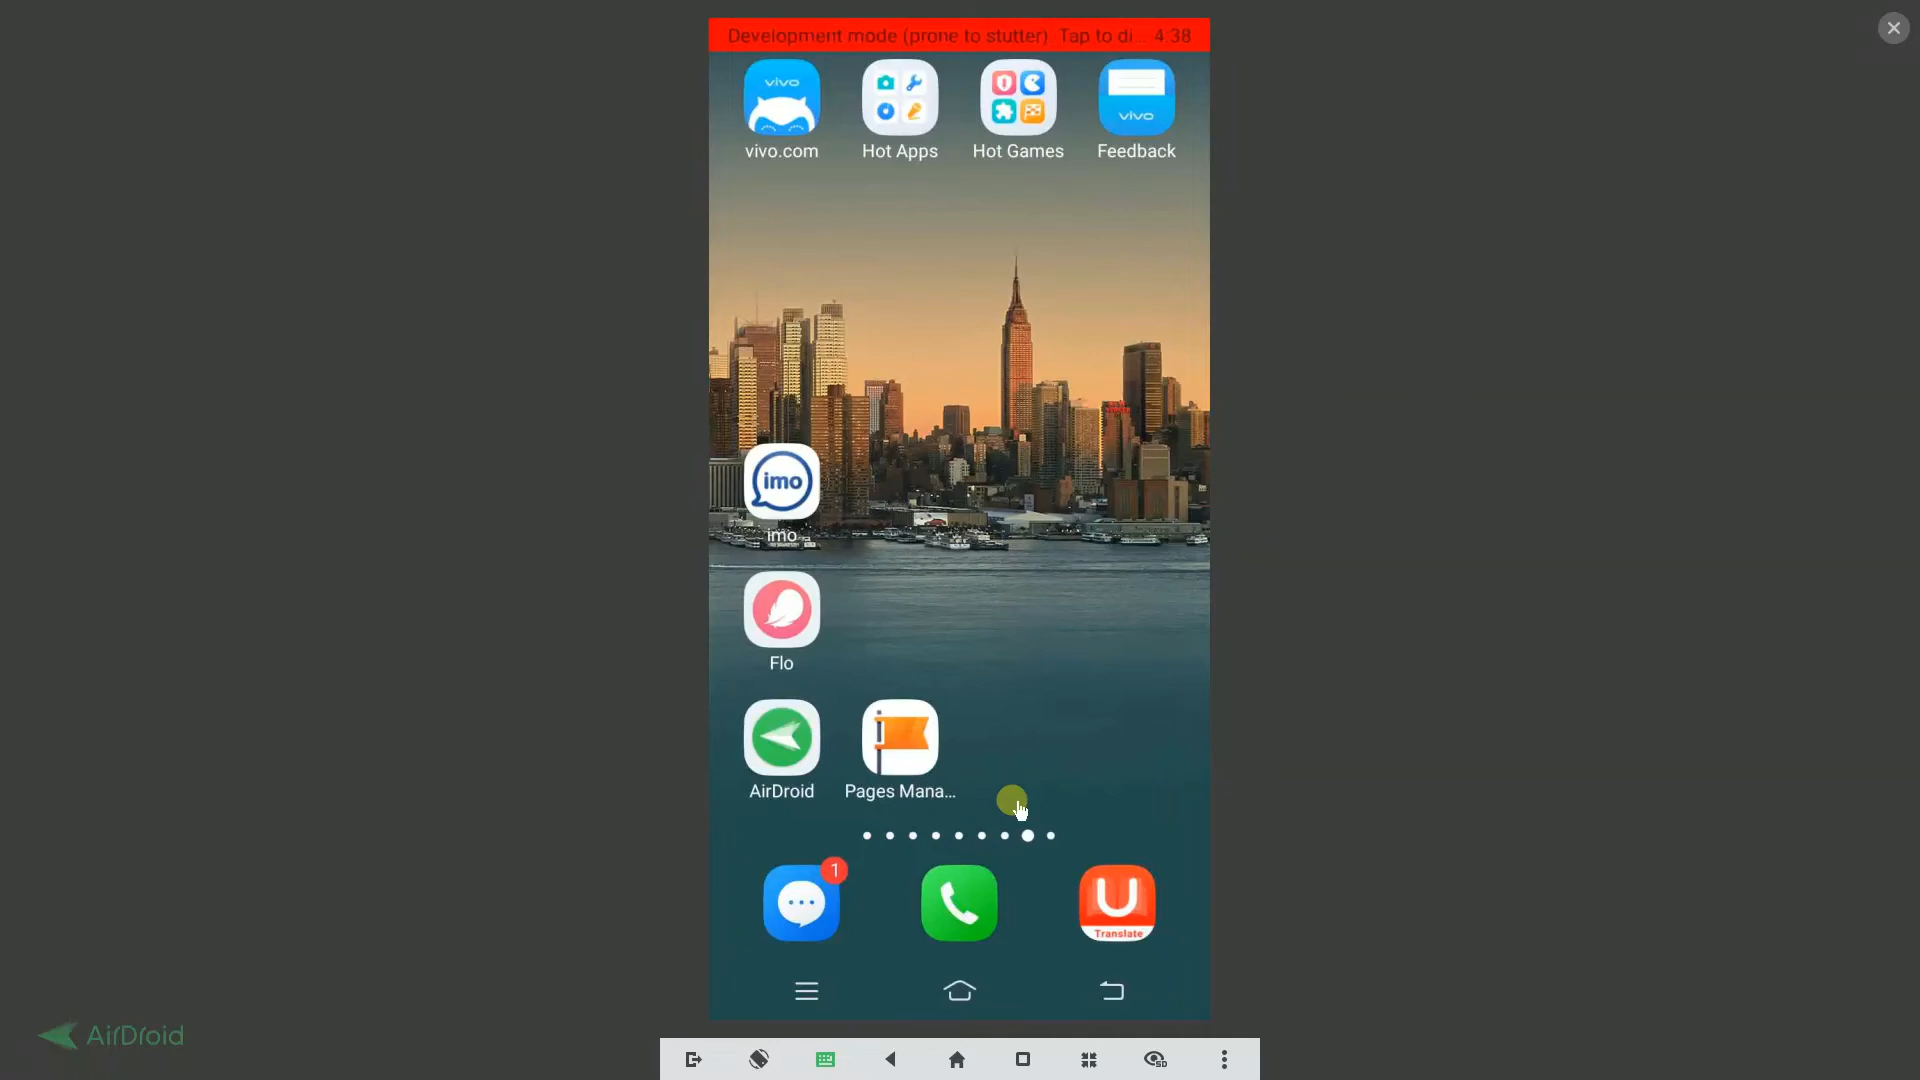 Development mode (prone to stutter) Tap to di... 4:38
vivo
vivo
vivo.com Hot Apps Hot Games Feedback
imo
imo
Flo
AirDroid Pages Mana...
1
U
Translate
AirDroid
SD